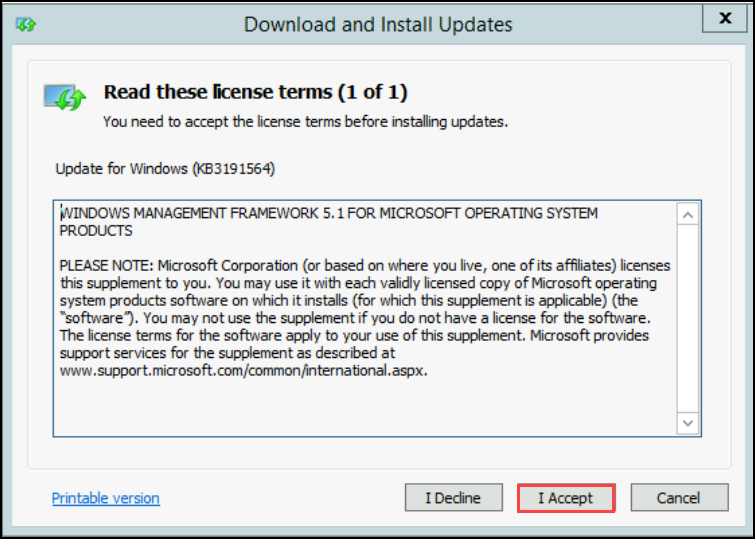 Download and Install Updates
x
Read these license terms (1 of 1)
You need to accept the license terms before installing updates.
Update for Windows (KB3191564)
WINDOWS MANAGEMENT FRAMEWORK 5.1 FOR MICROSOFT OPERATING SYSTEM
PRODUCTS
PLEASE NOTE: Microsoft Corporation (or based on where you live, one of its affiliates) licenses
this supplement to you. You may use it with each validly licensed copy of Microsoft operating
system products software on which it installs (for which this supplement is applicable) (the
“software”). You may not use the supplement if you do not have a license for the software.
The license terms for the software apply to your use of this supplement. Microsoft provides
support services for the supplement as described at
www.support.microsoft.com/common/international.aspx.
Printable version
I Decline
I Accept
Cancel